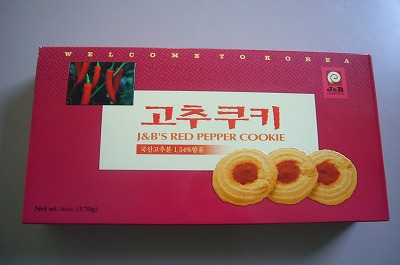 WELCOME TO KOREA
J&B
고추쿠키
J&B'S RED PEPPER COOKIE
국산고추분 1.54%함유
Net wt. 6oz. (170g)